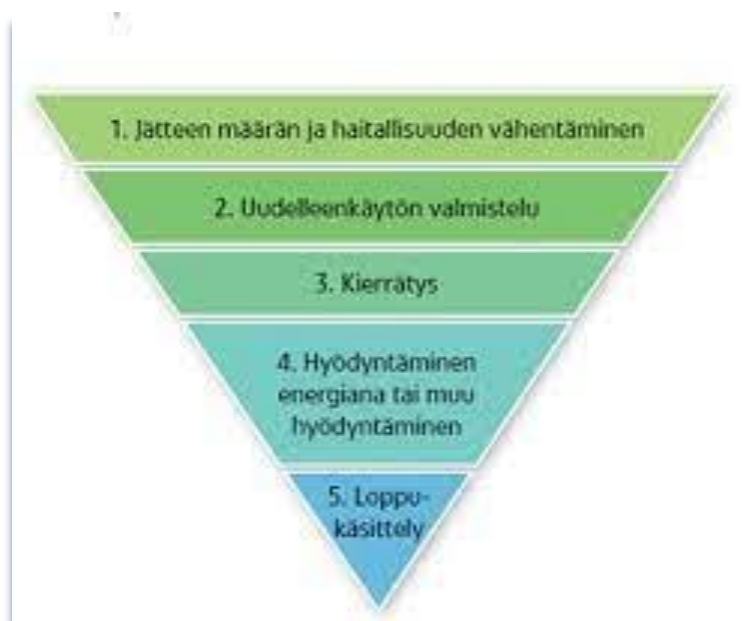 1. Jätteen määrän ja haitallisuuden vähentäminen
2. Uudelleenkäytön valmistelu
3. Kierrätys
4. Hyödyntäminen
energiana tai muu
hyödyntäminen
5. Loppu-
käsittely